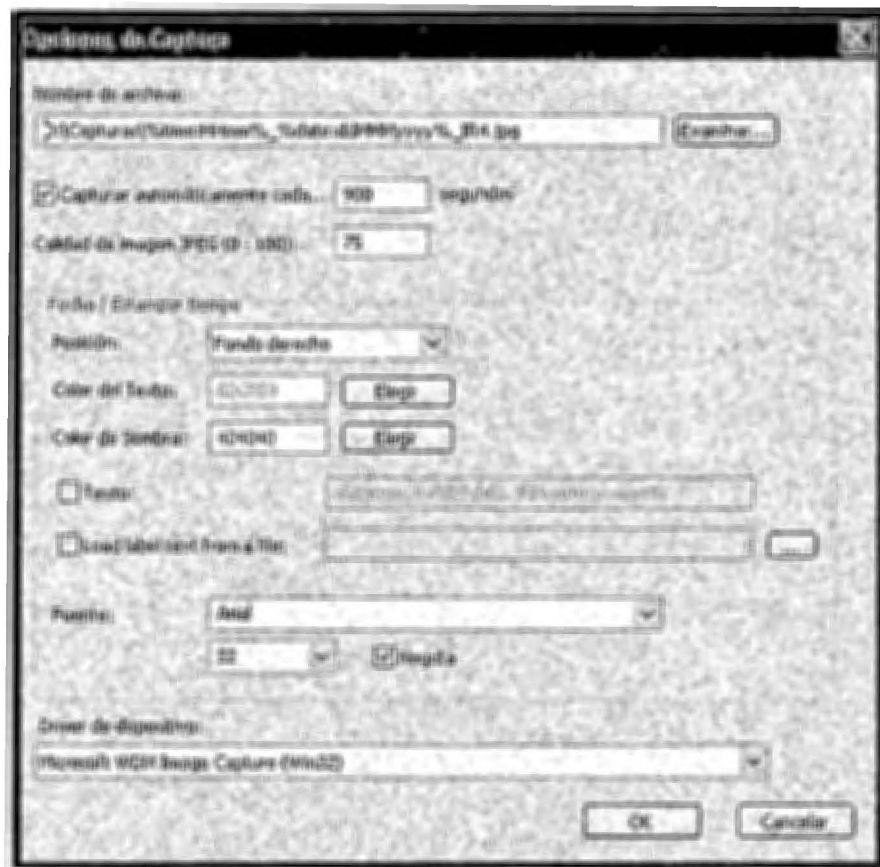 Opciones de Captura
Nombre de archivo:
Examinar...
Capturar automáticamente cada... 900 segundos
Calidad de imagen JPEG (0 - 100): 75
Fecha / Estampar tiempo
Posición: Fondo derecho
Color del Texto: Elegir
Color de Sombra: 404040 Elegir
Texto:
Load label text from a file: ...
Fuente: Arial
Negrita
Driver de dispositivo:
Microsoft WDM Image Capture (Win32)
OK Cancelar